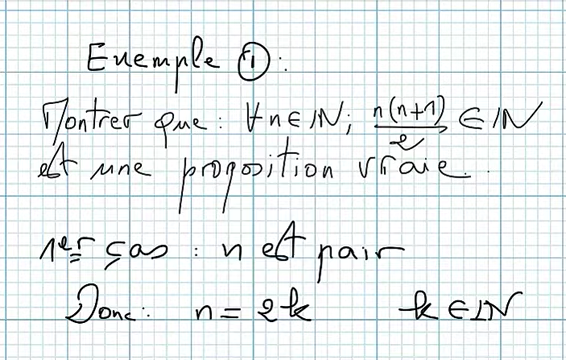 Exemple ①:
Montrer que: ∀n∈ℕ; n(n+1)/2 ∈ ℕ
est une proposition vraie.
1er cas : n est pair
Donc: n = 2k k∈ℕ